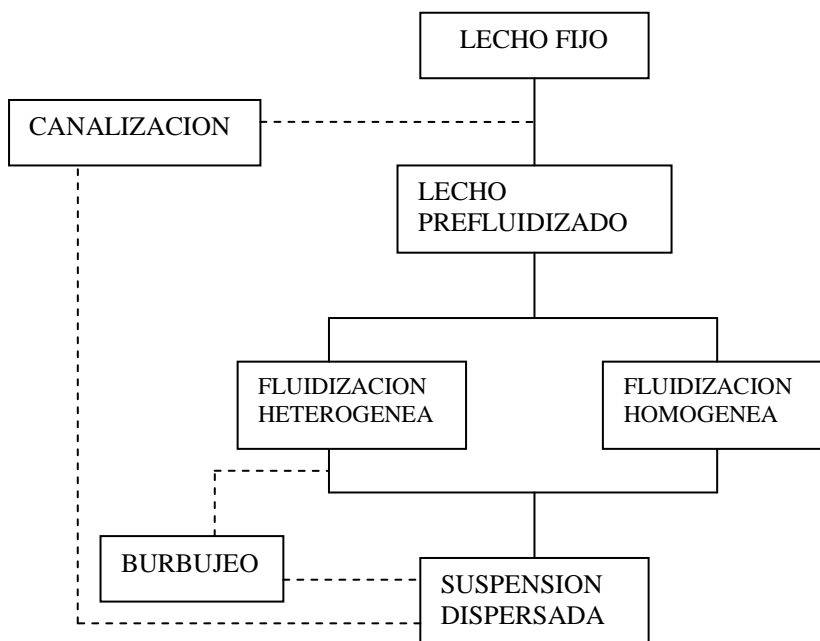 LECHO FIJO
CANALIZACION
LECHO
PREFLUIDIZADO
FLUIDIZACION
HETEROGENEA
FLUIDIZACION
HOMOGENEA
BURBUJEO
SUSPENSION
DISPERSADA